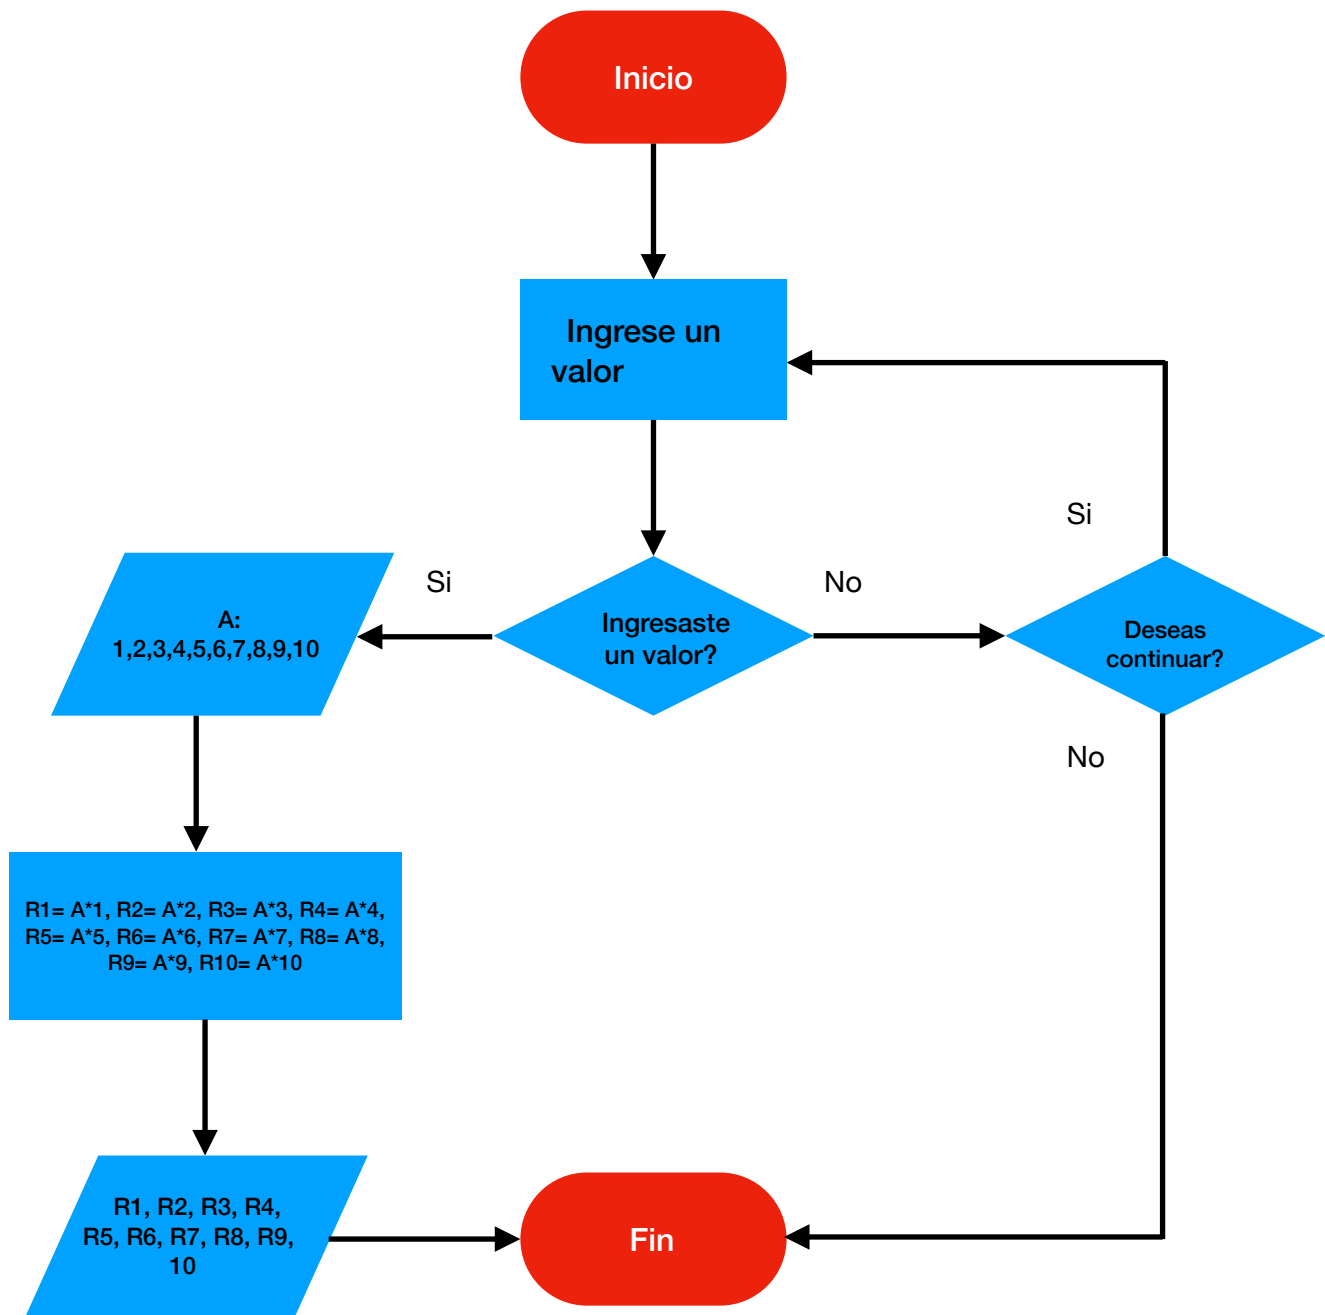 Inicio
Ingrese un
valor
Si
Si
No
A:
1,2,3,4,5,6,7,8,9,10
Ingresaste
un valor?
Deseas
continuar?
No
R1= A*1, R2= A*2, R3= A*3, R4= A*4,
R5= A*5, R6= A*6, R7= A*7, R8= A*8,
R9= A*9, R10= A*10
R1, R2, R3, R4,
R5, R6, R7, R8, R9,
10
Fin